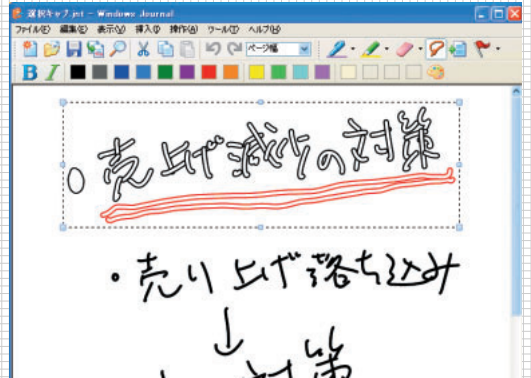 選択キャプ.jnt - Windows Journal
ファイル(F) 編集(E) 表示(V) 挿入(I) 操作(A) ツール(T) ヘルプ(H)
ページ幅
B I
○ 売上げ減少の対策
・売り上げ落ち込み
↓
対策